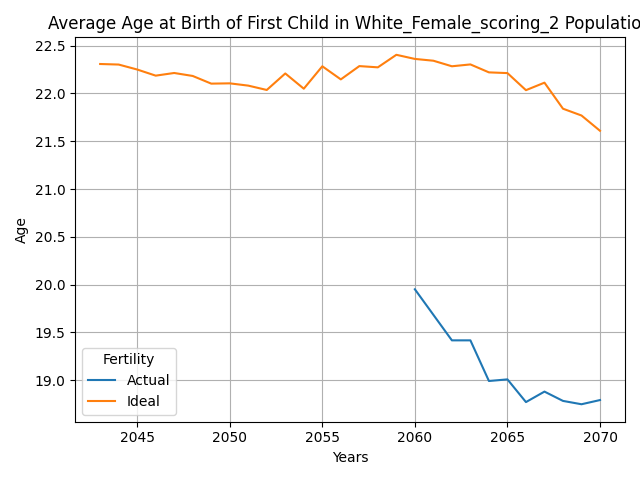 Average Age at Birth of First Child in White_Female_scoring_2 Populatio
22.5
22.0
21.5
21.0
20.5
20.0
19.5
19.0
Age
Fertility
Actual
Ideal
2045 2050 2055 2060 2065 2070
Years